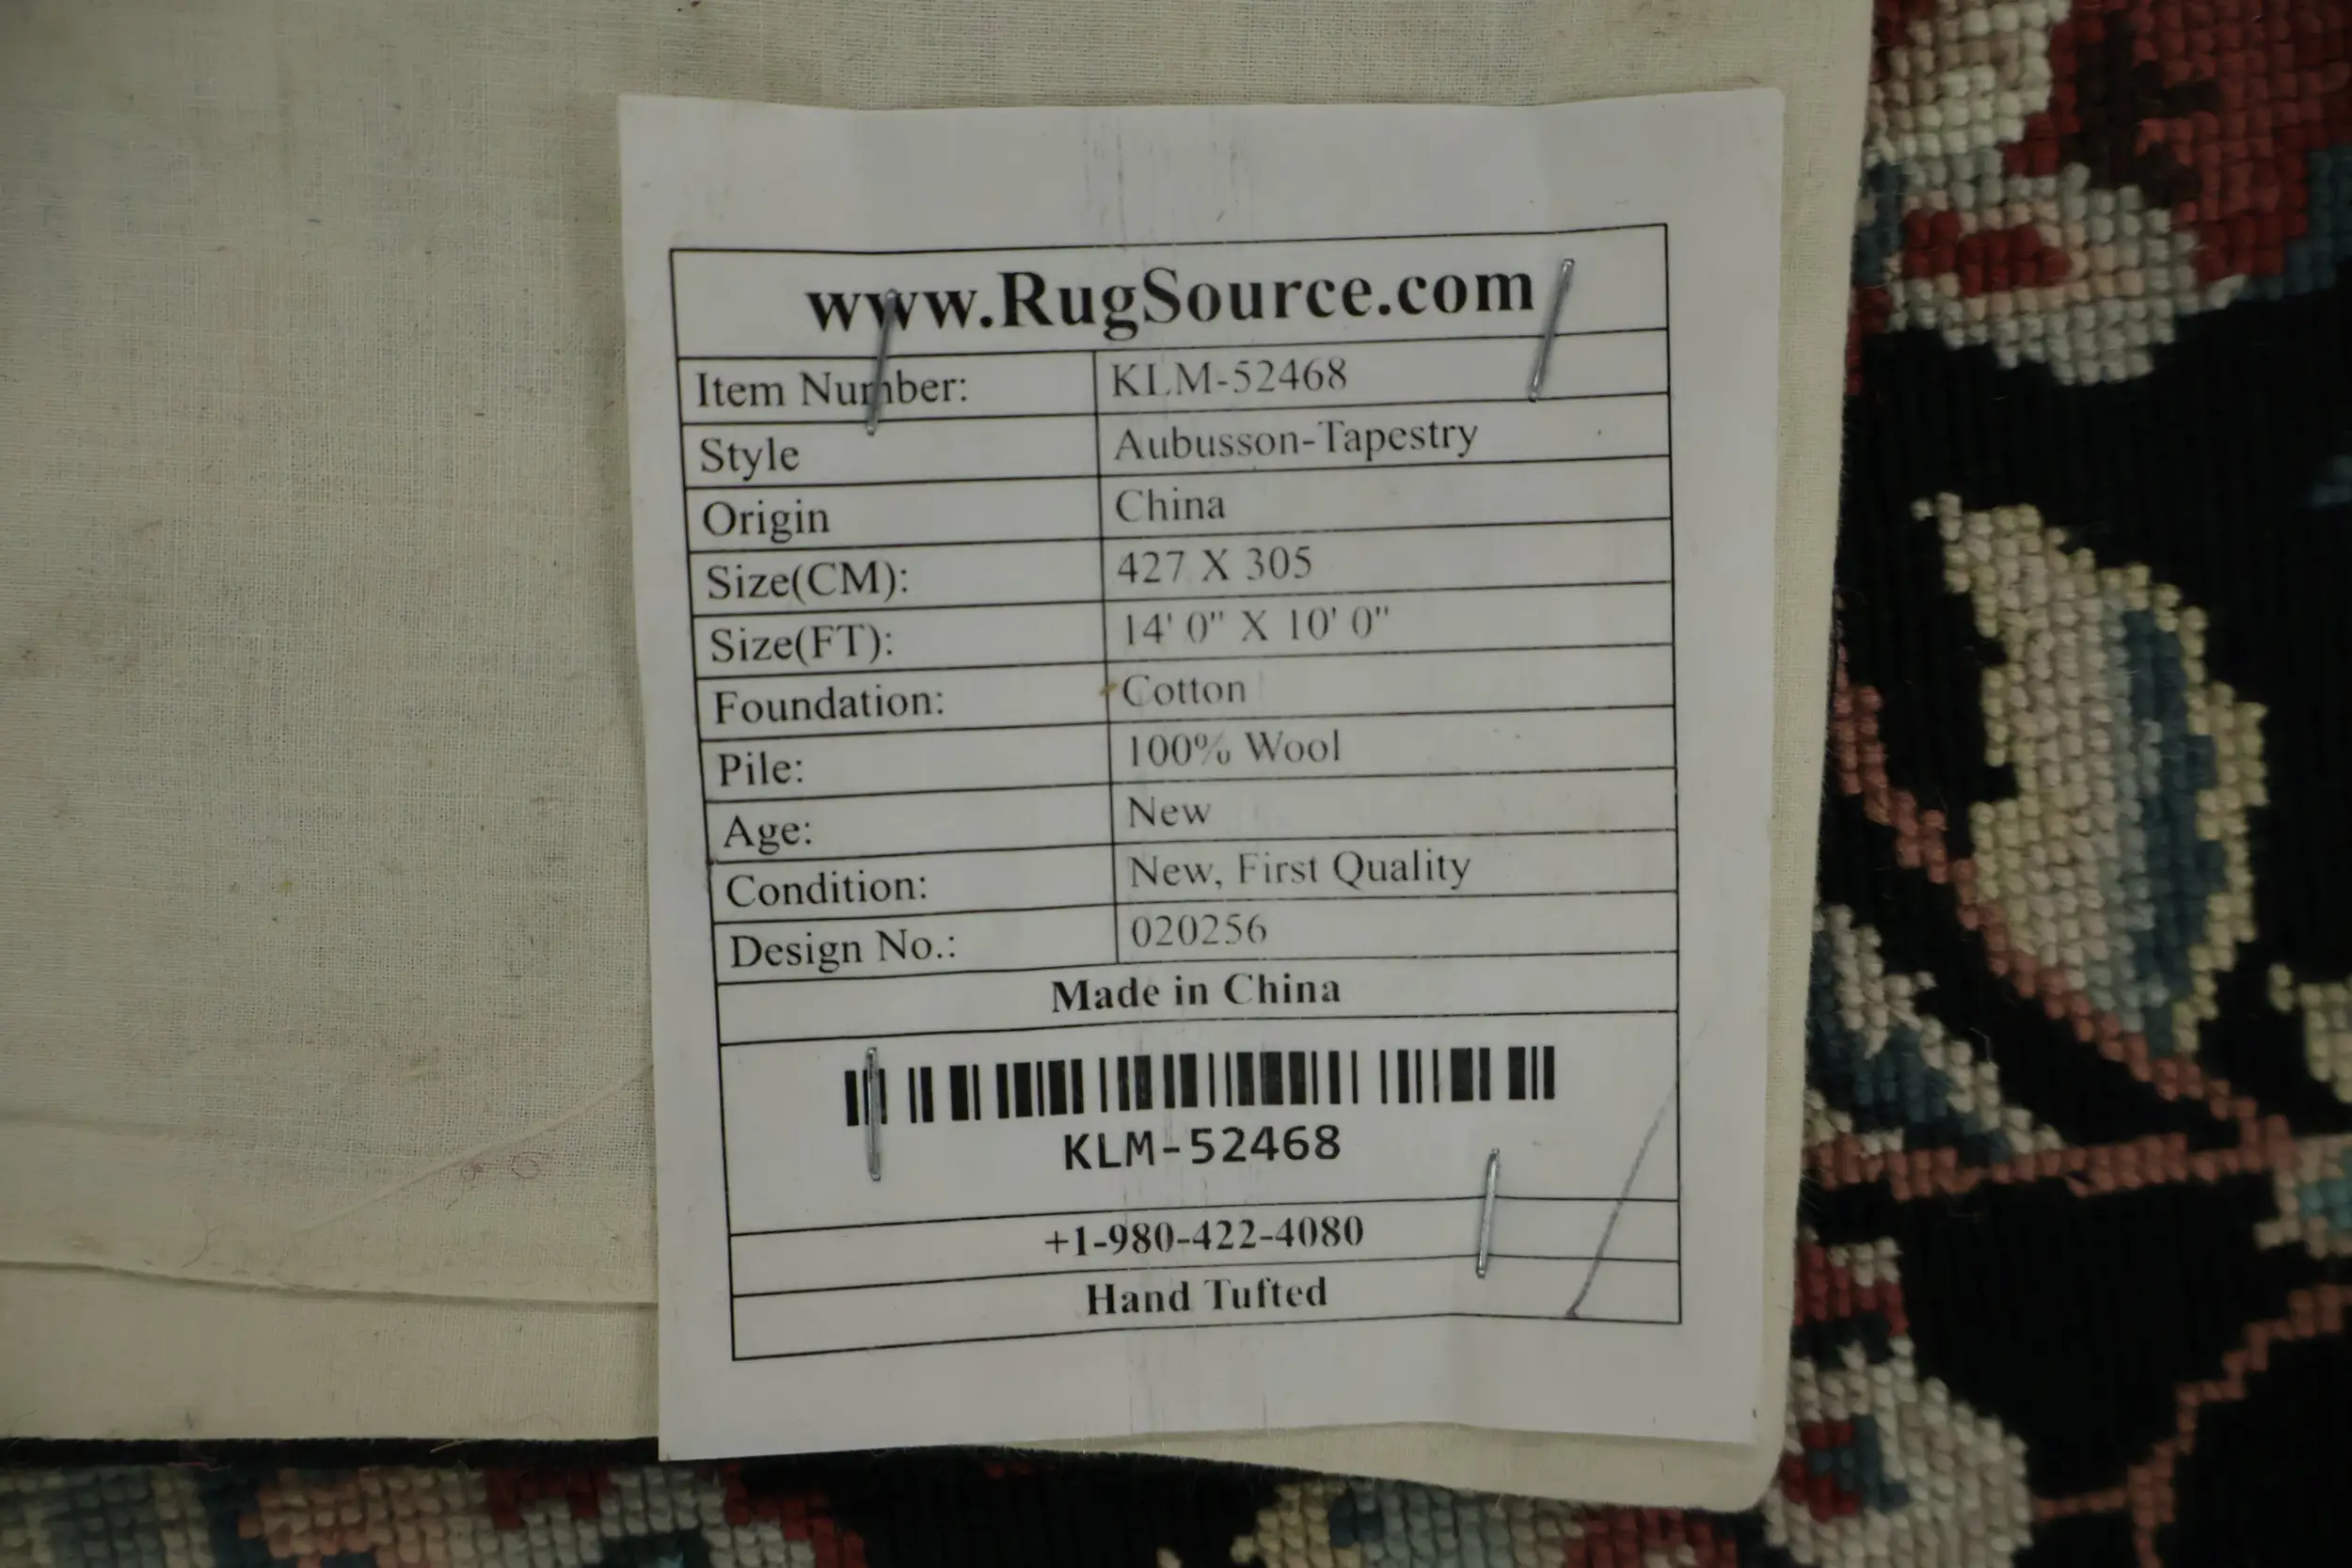 www.RugSource.com
Item Number: KLM-52468
Style Aubusson-Tapestry
Origin China
Size(CM): 427 X 305
Size(FT): 14' 0" X 10' 0"
Foundation: Cotton
Pile: 100% Wool
Age: New
Condition: New, First Quality
Design No.: 020256
Made in China
KLM-52468
+1-980-422-4080
Hand Tufted